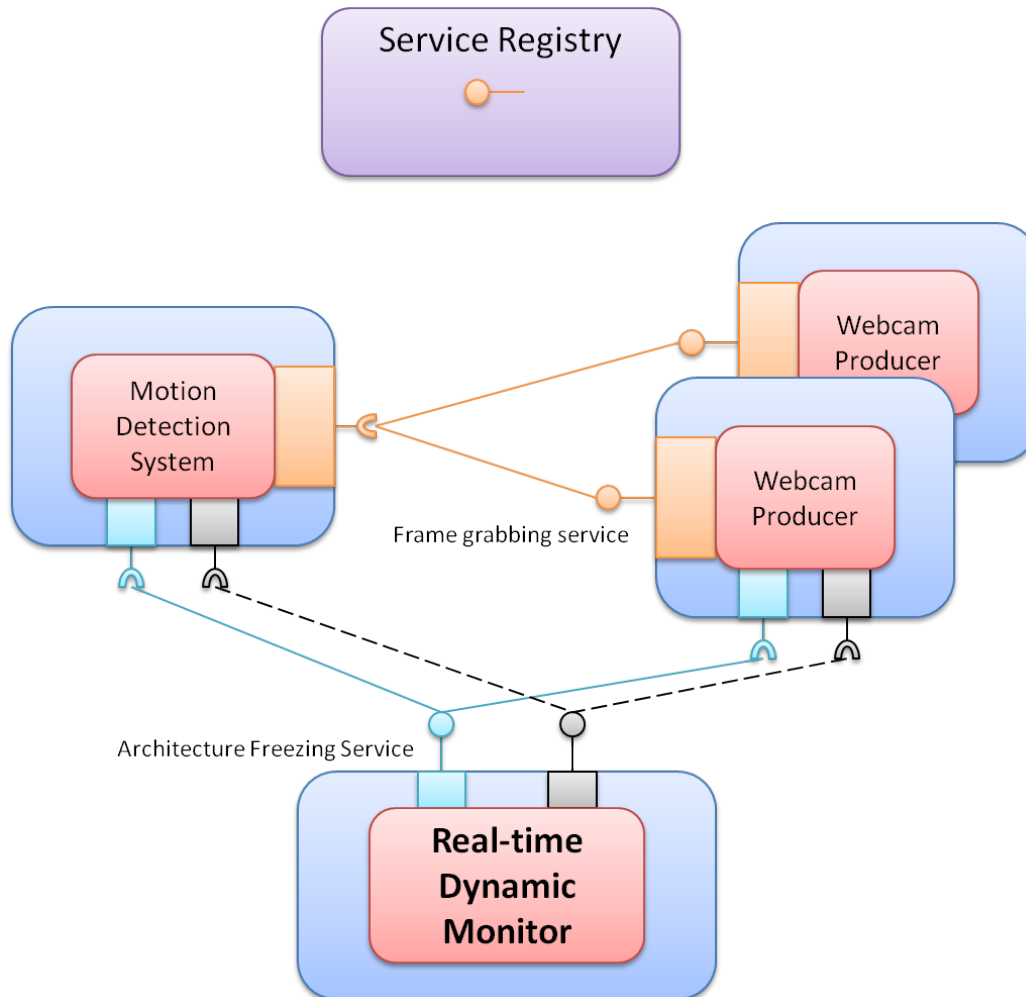 Service Registry
Webcam
Producer
Motion
Detection
System
Webcam
Producer
Frame grabbing service
Architecture Freezing Service
Real-time
Dynamic
Monitor